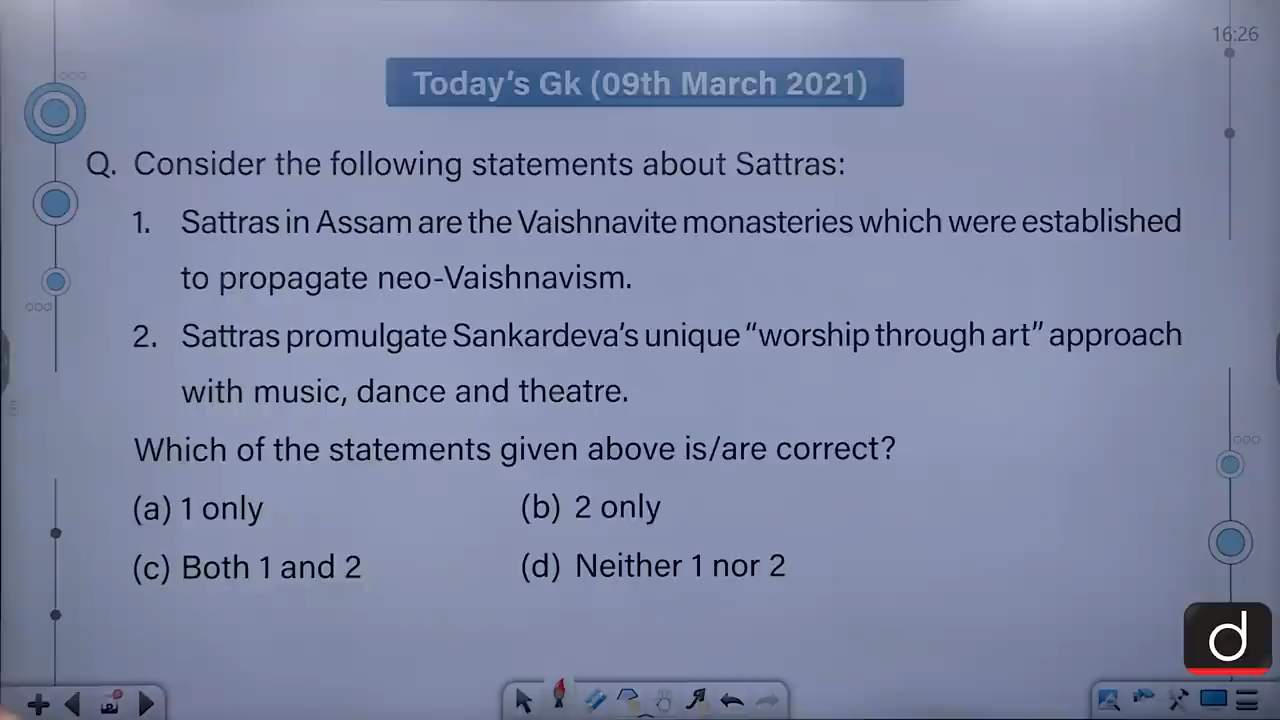 16:26
Today's Gk (09th March 2021)
Q. Consider the following statements about Sattras:
1. Sattras in Assam are the Vaishnavite monasteries which were established
to propagate neo-Vaishnavism.
2. Sattras promulgate Sankardeva's unique "worship through art" approach
with music, dance and theatre.
Which of the statements given above is/are correct?
(a) 1 only (b) 2 only
(c) Both 1 and 2 (d) Neither 1 nor 2
d